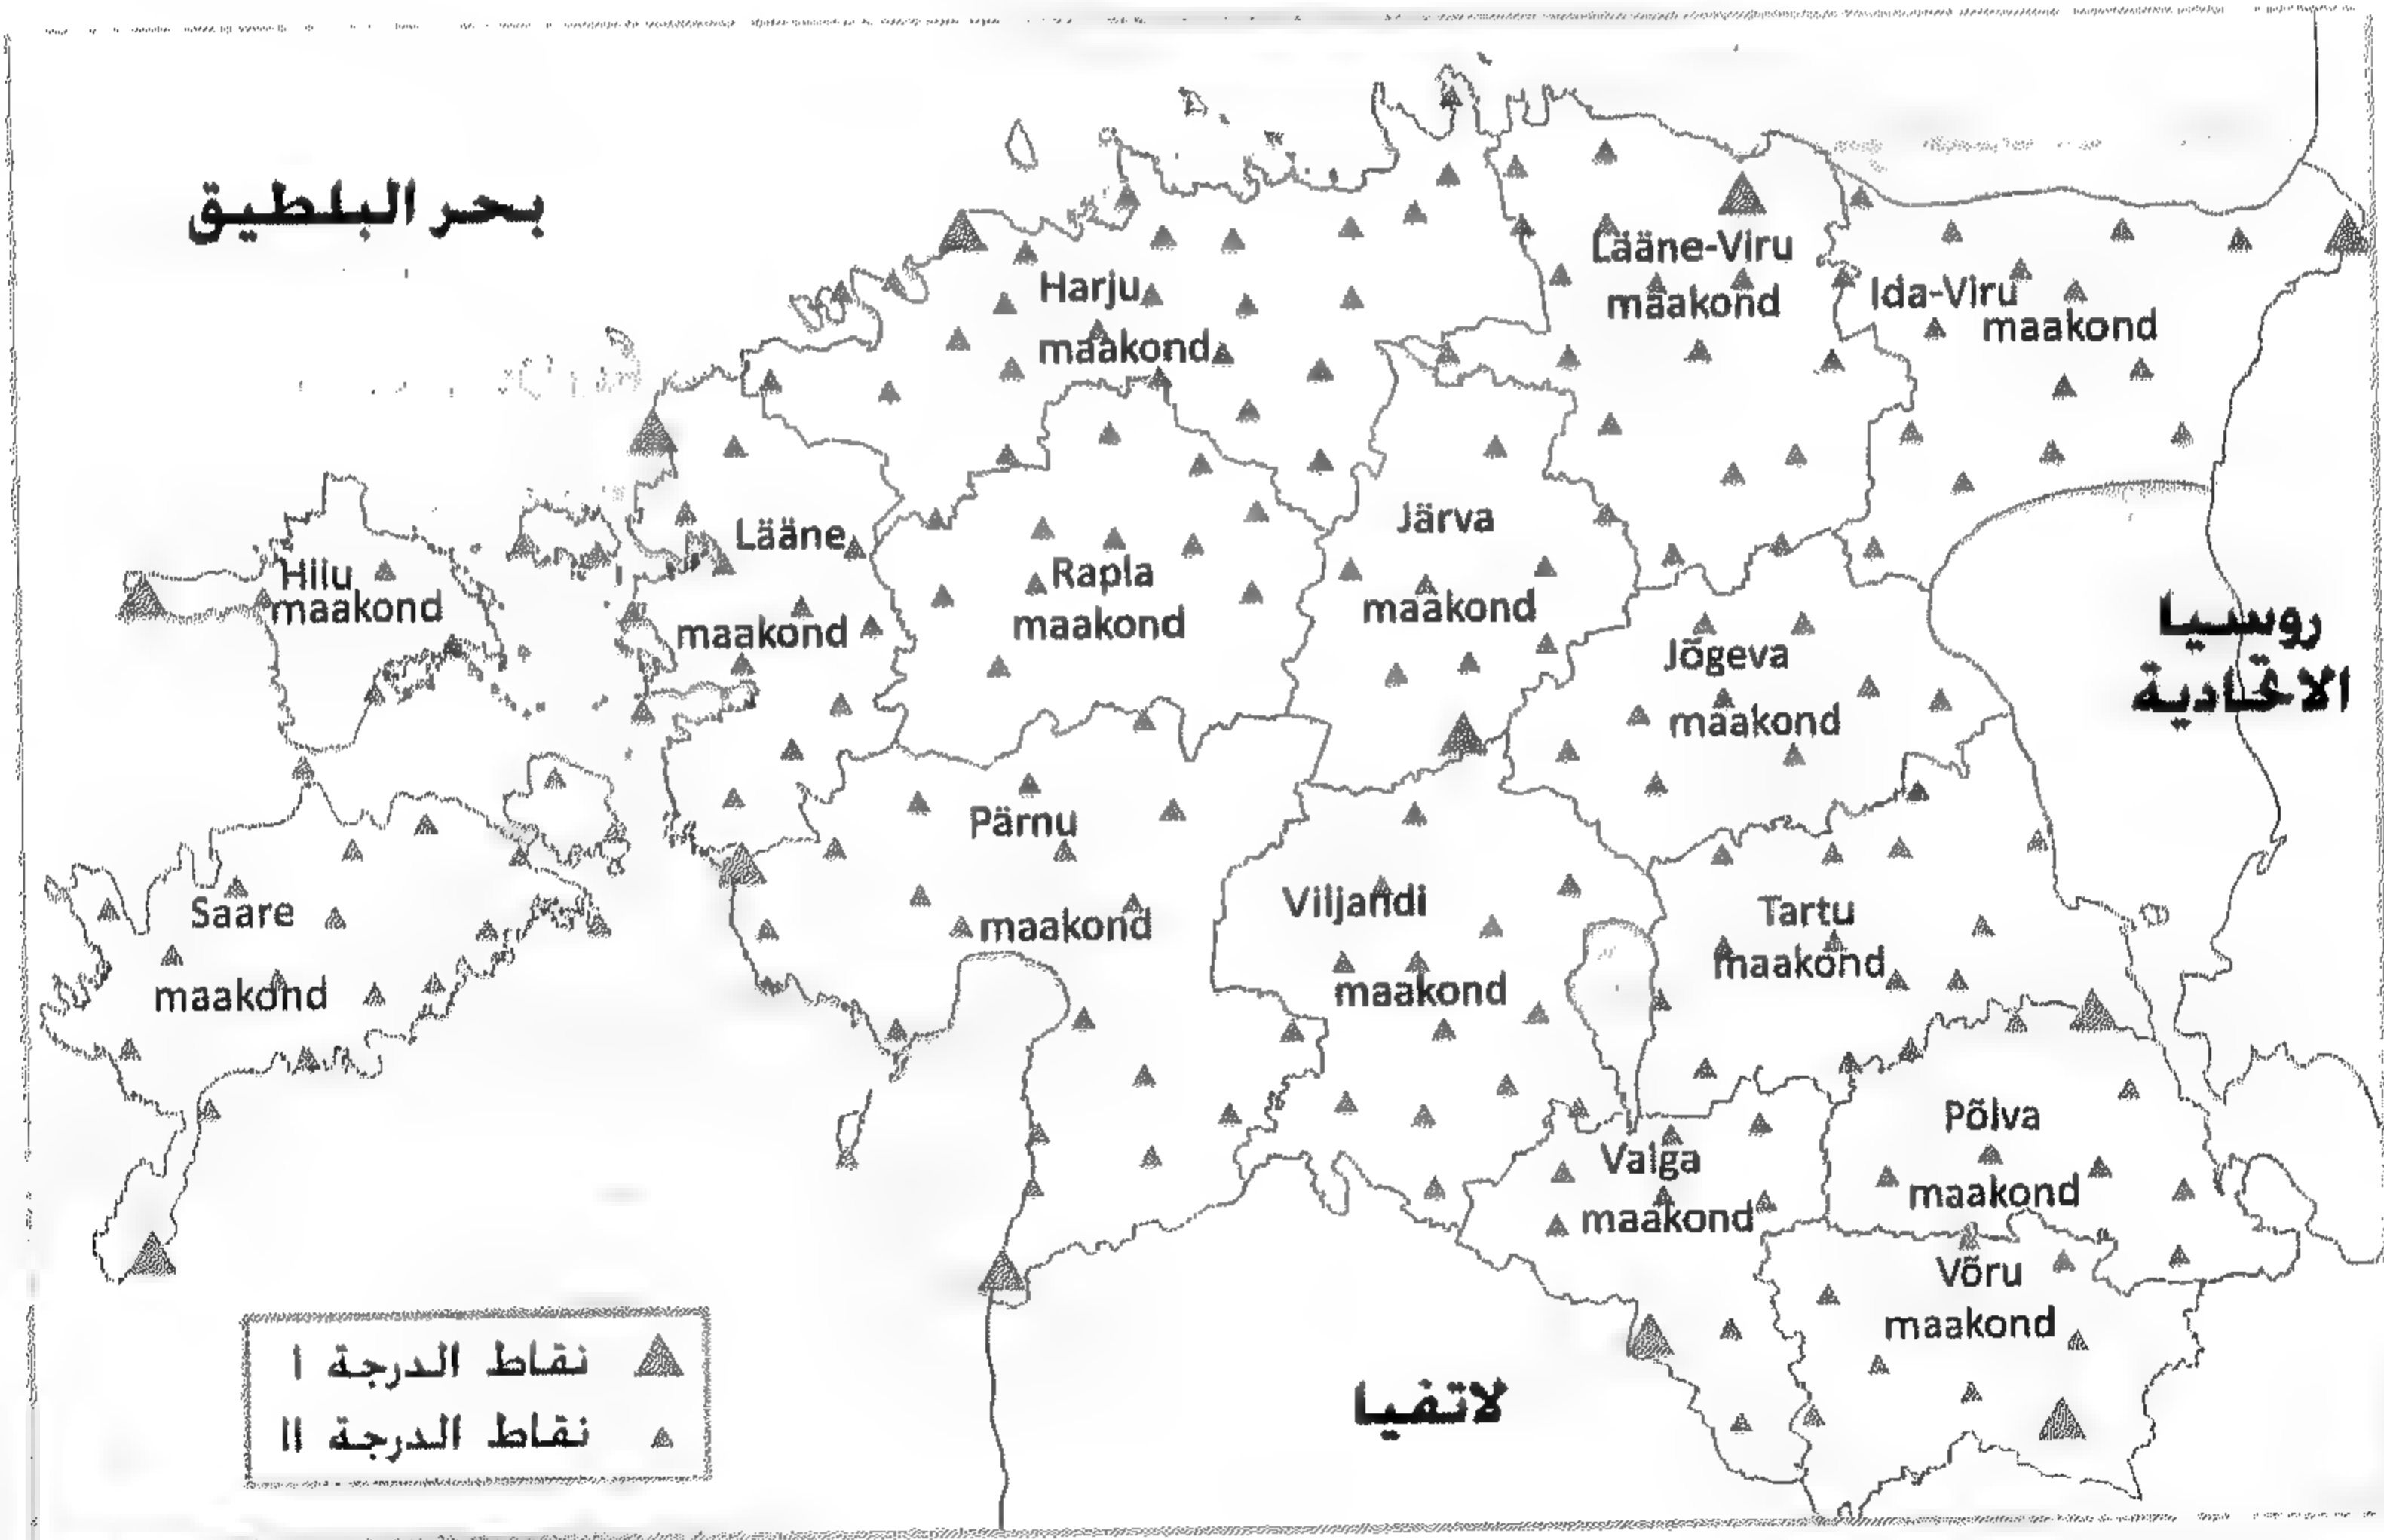 بحر البلطيق
Lääne-Viru
maakond
Ida-Viru
maakond
Harju
maakond
Lääne
maakond
Järva
maakond
Rapla
maakond
Hiiu
maakond
روسيا
الاتحادية
Jõgeva
maakond
Pärnu
maakond
Viljandi
maakond
Tartu
maakond
Saare
maakond
Põlva
maakond
Valga
maakond
Võru
maakond
نقاط الدرجة I
نقاط الدرجة II
لاتفيا